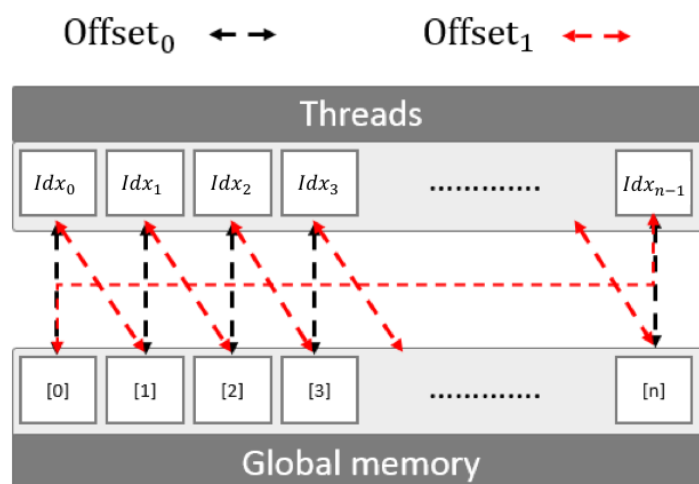 Offset₀ Offset₁
Threads
Idx₀ Idx₁ Idx₂ Idx₃ ............. Idxₙ₋₁
[0] [1] [2] [3] ............. [n]
Global memory